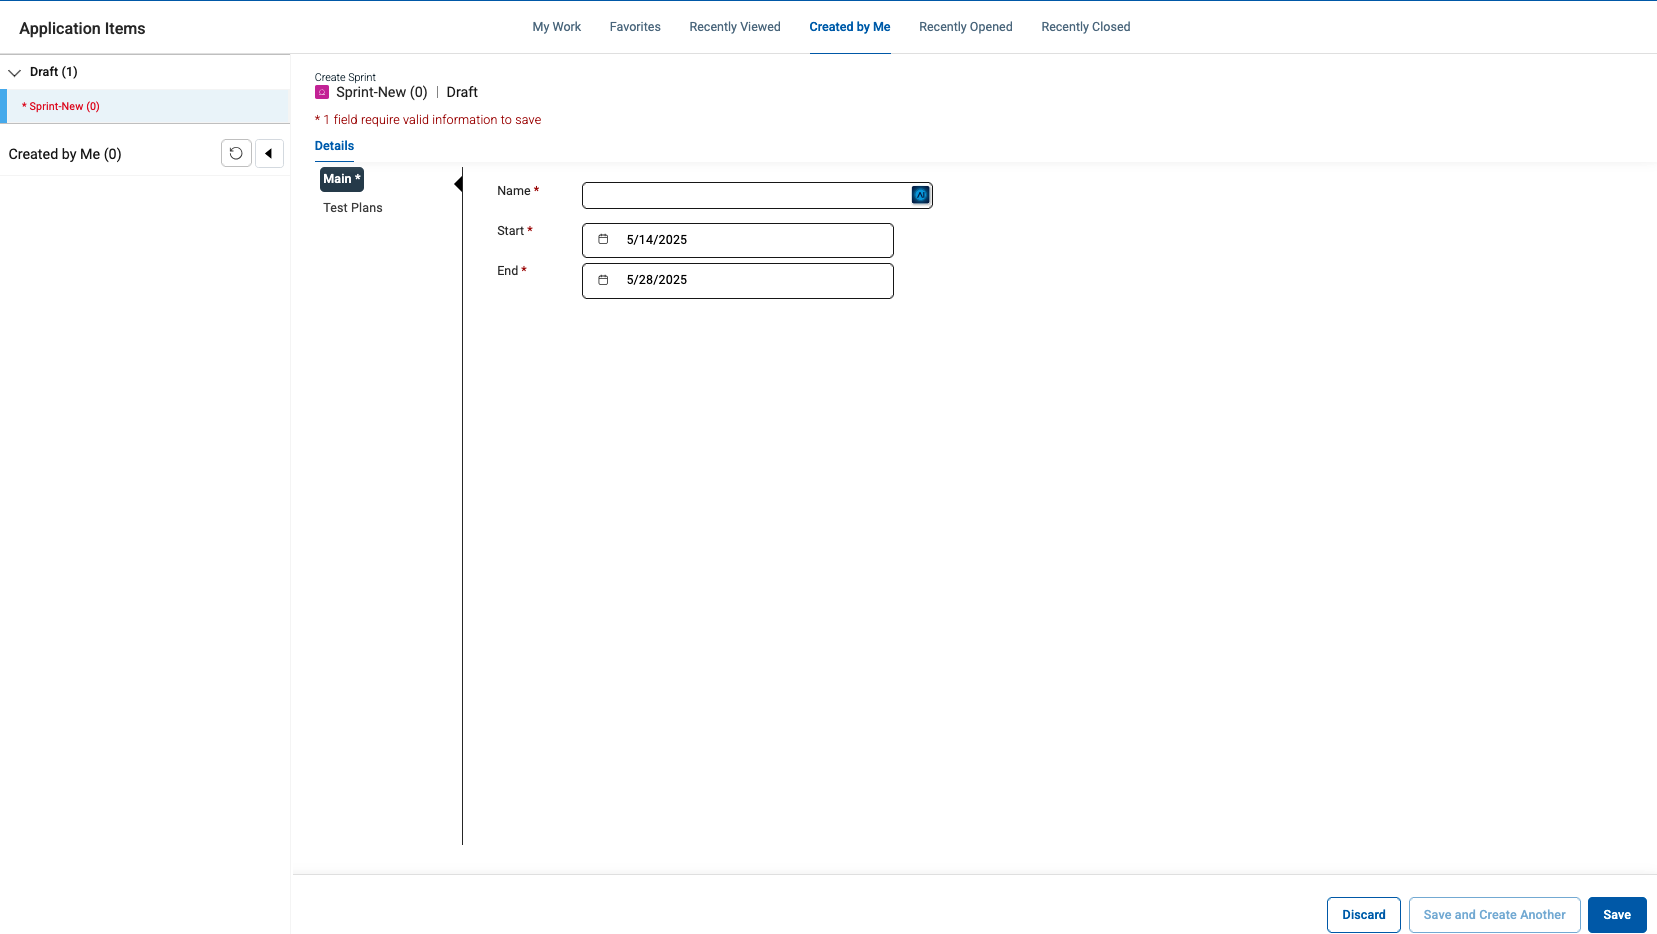 Application Items
My Work
Favorites
Recently Viewed
Created by Me
Recently Opened
Recently Closed
Draft (1)
* Sprint-New (0)
Created by Me (0)
Create Sprint
Sprint-New (0) | Draft
* 1 field require valid information to save
Details
Main *
Test Plans
Name *
Start *
5/14/2025
End *
5/28/2025
Discard
Save and Create Another
Save